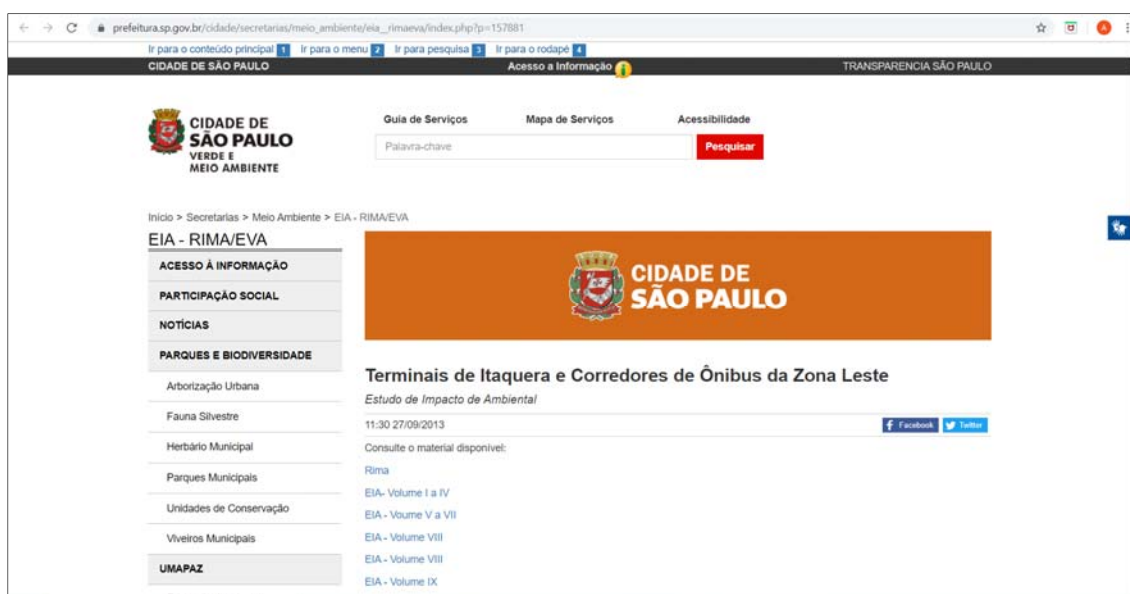 prefeitura.sp.gov.br/cidade/secretarias/meio_ambiente/eia__rimaeva/index.php?p=157881
Ir para o conteúdo principal 1 Ir para o menu 2 Ir para pesquisa 3 Ir para o rodapé 4
CIDADE DE SÃO PAULO Acesso a Informação TRANSPARENCIA SÃO PAULO
CIDADE DE
SÃO PAULO
VERDE E
MEIO AMBIENTE
Guia de Serviços Mapa de Serviços Acessibilidade
Palavra-chave Pesquisar
Início > Secretarias > Meio Ambiente > EIA - RIMA/EVA
EIA - RIMA/EVA
ACESSO À INFORMAÇÃO
PARTICIPAÇÃO SOCIAL
NOTÍCIAS
PARQUES E BIODIVERSIDADE
Arborização Urbana
Fauna Silvestre
Herbário Municipal
Parques Municipais
Unidades de Conservação
Viveiros Municipais
UMAPAZ
CIDADE DE
SÃO PAULO
Terminais de Itaquera e Corredores de Ônibus da Zona Leste
Estudo de Impacto de Ambiental
11:30 27/09/2013 Facebook Twitter
Consulte o material disponível:
Rima
EIA- Volume I a IV
EIA - Voume V a VII
EIA - Volume VIII
EIA - Volume VIII
EIA - Volume IX